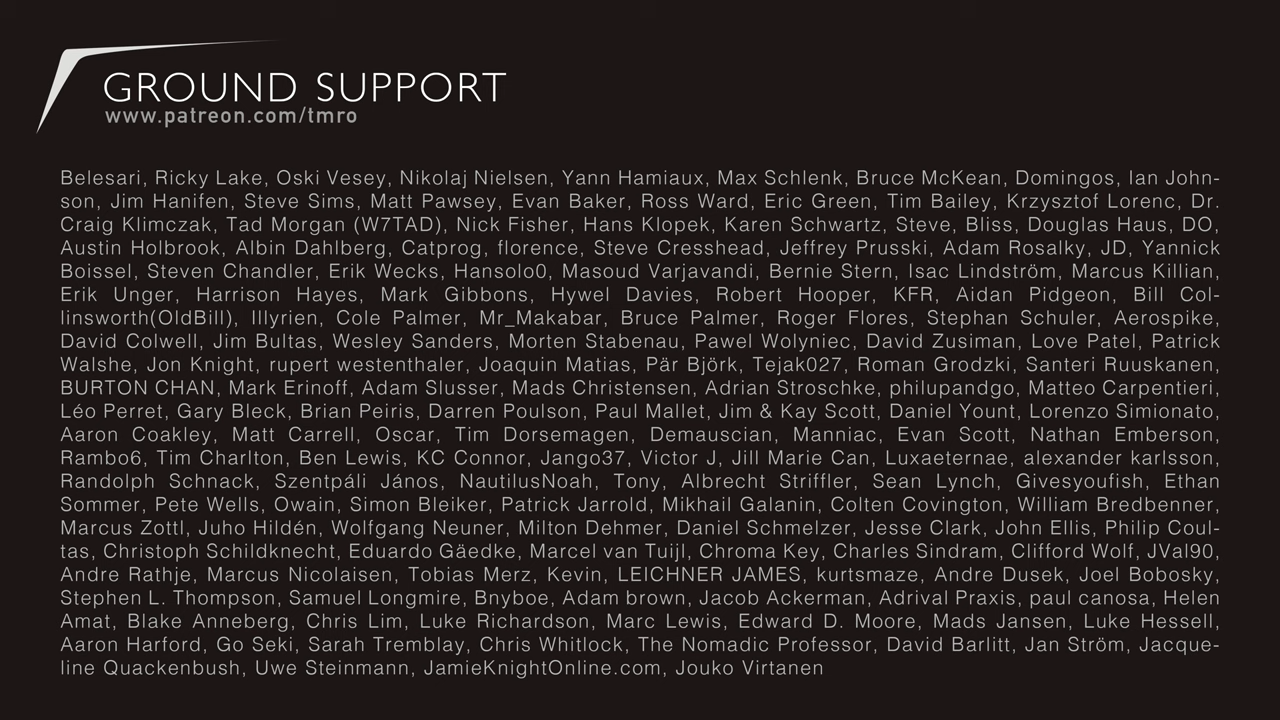 GROUND SUPPORT
www.patreon.com/tmro
Belesari, Ricky Lake, Oski Vesey, Nikolaj Nielsen, Yann Hamiaux, Max Schlenk, Bruce McKean, Domingos, Ian John-
son, Jim Hanifen, Steve Sims, Matt Pawsey, Evan Baker, Ross Ward, Eric Green, Tim Bailey, Krzysztof Lorenc, Dr.
Craig Klimczak, Tad Morgan (W7TAD), Nick Fisher, Hans Klopek, Karen Schwartz, Steve, Bliss, Douglas Haus, DO,
Austin Holbrook, Albin Dahlberg, Catprog, florence, Steve Cresshead, Jeffrey Prusski, Adam Rosalky, JD, Yannick
Boissel, Steven Chandler, Erik Wecks, Hansolo0, Masoud Varjavandi, Bernie Stern, Isac Lindström, Marcus Killian,
Erik Unger, Harrison Hayes, Mark Gibbons, Hywel Davies, Robert Hooper, KFR, Aidan Pidgeon, Bill Col-
linsworth(OldBill), Illyrien, Cole Palmer, Mr_Makabar, Bruce Palmer, Roger Flores, Stephan Schuler, Aerospike,
David Colwell, Jim Bultas, Wesley Sanders, Morten Stabenau, Pawel Wolyniec, David Zusiman, Love Patel, Patrick
Walshe, Jon Knight, rupert westenthaler, Joaquin Matias, Pär Björk, Tejak027, Roman Grodzki, Santeri Ruuskanen,
BURTON CHAN, Mark Erinoff, Adam Slusser, Mads Christensen, Adrian Stroschke, philupandgo, Matteo Carpentieri,
Léo Perret, Gary Bleck, Brian Peiris, Darren Poulson, Paul Mallet, Jim & Kay Scott, Daniel Yount, Lorenzo Simionato,
Aaron Coakley, Matt Carrell, Oscar, Tim Dorsemagen, Demauscian, Manniac, Evan Scott, Nathan Emberson,
Rambo6, Tim Charlton, Ben Lewis, KC Connor, Jango37, Victor J, Jill Marie Can, Luxaeternae, alexander karlsson,
Randolph Schnack, Szentpáli János, NautilusNoah, Tony, Albrecht Striffler, Sean Lynch, Givesyoufish, Ethan
Sommer, Pete Wells, Owain, Simon Bleiker, Patrick Jarrold, Mikhail Galanin, Colten Covington, William Bredbenner,
Marcus Zottl, Juho Hildén, Wolfgang Neuner, Milton Dehmer, Daniel Schmelzer, Jesse Clark, John Ellis, Philip Coul-
tas, Christoph Schildknecht, Eduardo Gäedke, Marcel van Tuijl, Chroma Key, Charles Sindram, Clifford Wolf, JVal90,
Andre Rathje, Marcus Nicolaisen, Tobias Merz, Kevin, LEICHNER JAMES, kurtsmaze, Andre Dusek, Joel Bobosky,
Stephen L. Thompson, Samuel Longmire, Bnyboe, Adam brown, Jacob Ackerman, Adrival Praxis, paul canosa, Helen
Amat, Blake Anneberg, Chris Lim, Luke Richardson, Marc Lewis, Edward D. Moore, Mads Jansen, Luke Hessell,
Aaron Harford, Go Seki, Sarah Tremblay, Chris Whitlock, The Nomadic Professor, David Barlitt, Jan Ström, Jacque-
line Quackenbush, Uwe Steinmann, JamieKnightOnline.com, Jouko Virtanen